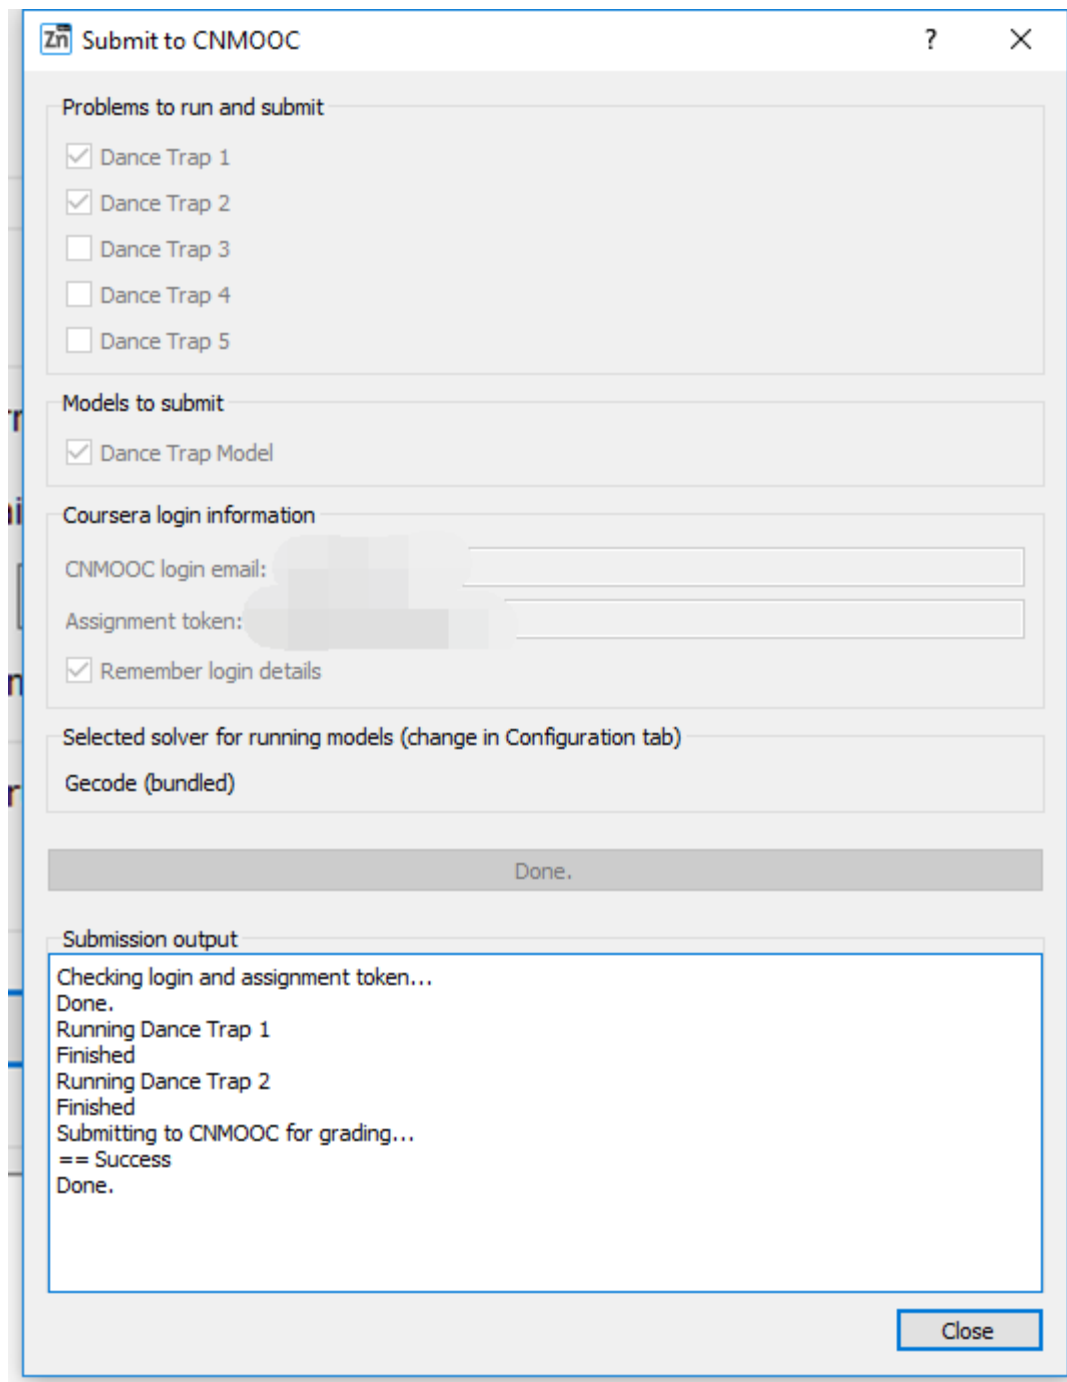 Zn Submit to CNMOOC ?
Problems to run and submit
Dance Trap 1
Dance Trap 2
Dance Trap 3
Dance Trap 4
Dance Trap 5
Models to submit
Dance Trap Model
Coursera login information
CNMOOC login email:
Assignment token:
Remember login details
Selected solver for running models (change in Configuration tab)
Gecode (bundled)
Done.
Submission output
Checking login and assignment token...
Done.
Running Dance Trap 1
Finished
Running Dance Trap 2
Finished
Submitting to CNMOOC for grading...
== Success
Done.
Close